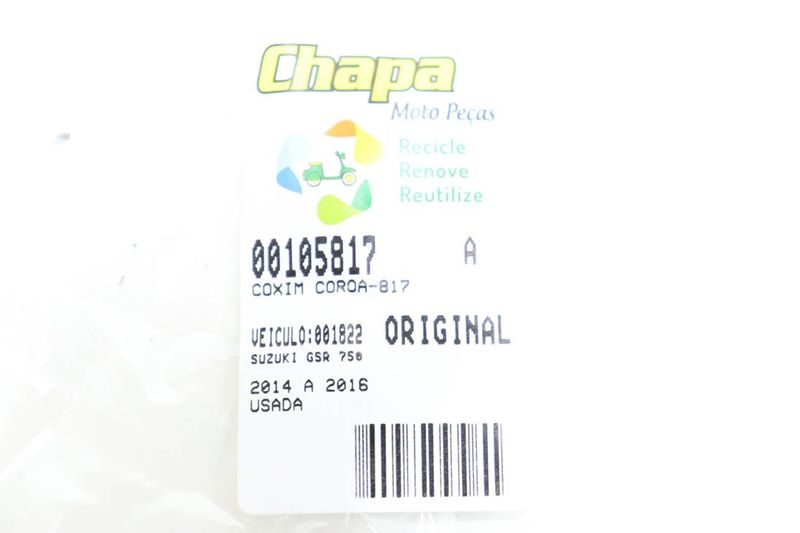 Chapa
Moto Peças
Recicle
Renove
Reutilize
00105817 A
COXIM COROA-817
VEICULO:001822 ORIGINAL
SUZUKI GSR 750
2014 A 2016
USADA